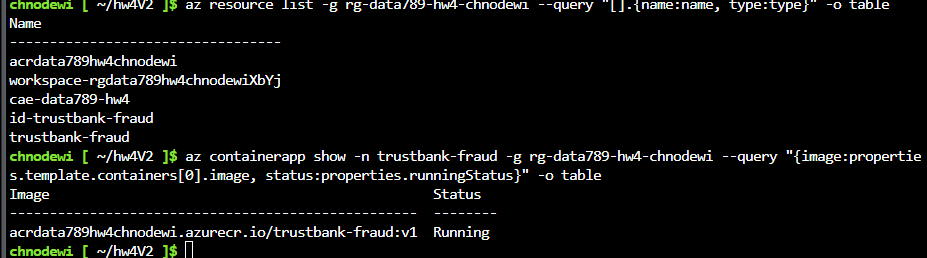 chnodewi [ ~/hw4V2 ]$ az resource list -g rg-data789-hw4-chnodewi --query "[].{name:name, type:type}" -o table
Name
---------------------------------
acrdata789hw4chnodewi
workspace-rgdata789hw4chnodewiXbYj
cae-data789-hw4
id-trustbank-fraud
trustbank-fraud
chnodewi [ ~/hw4V2 ]$ az containerapp show -n trustbank-fraud -g rg-data789-hw4-chnodewi --query "{image:propertie
s.template.containers[0].image, status:properties.runningStatus}" -o table
Image                                             Status
------------------------------------------------  --------
acrdata789hw4chnodewi.azurecr.io/trustbank-fraud:v1  Running
chnodewi [ ~/hw4V2 ]$